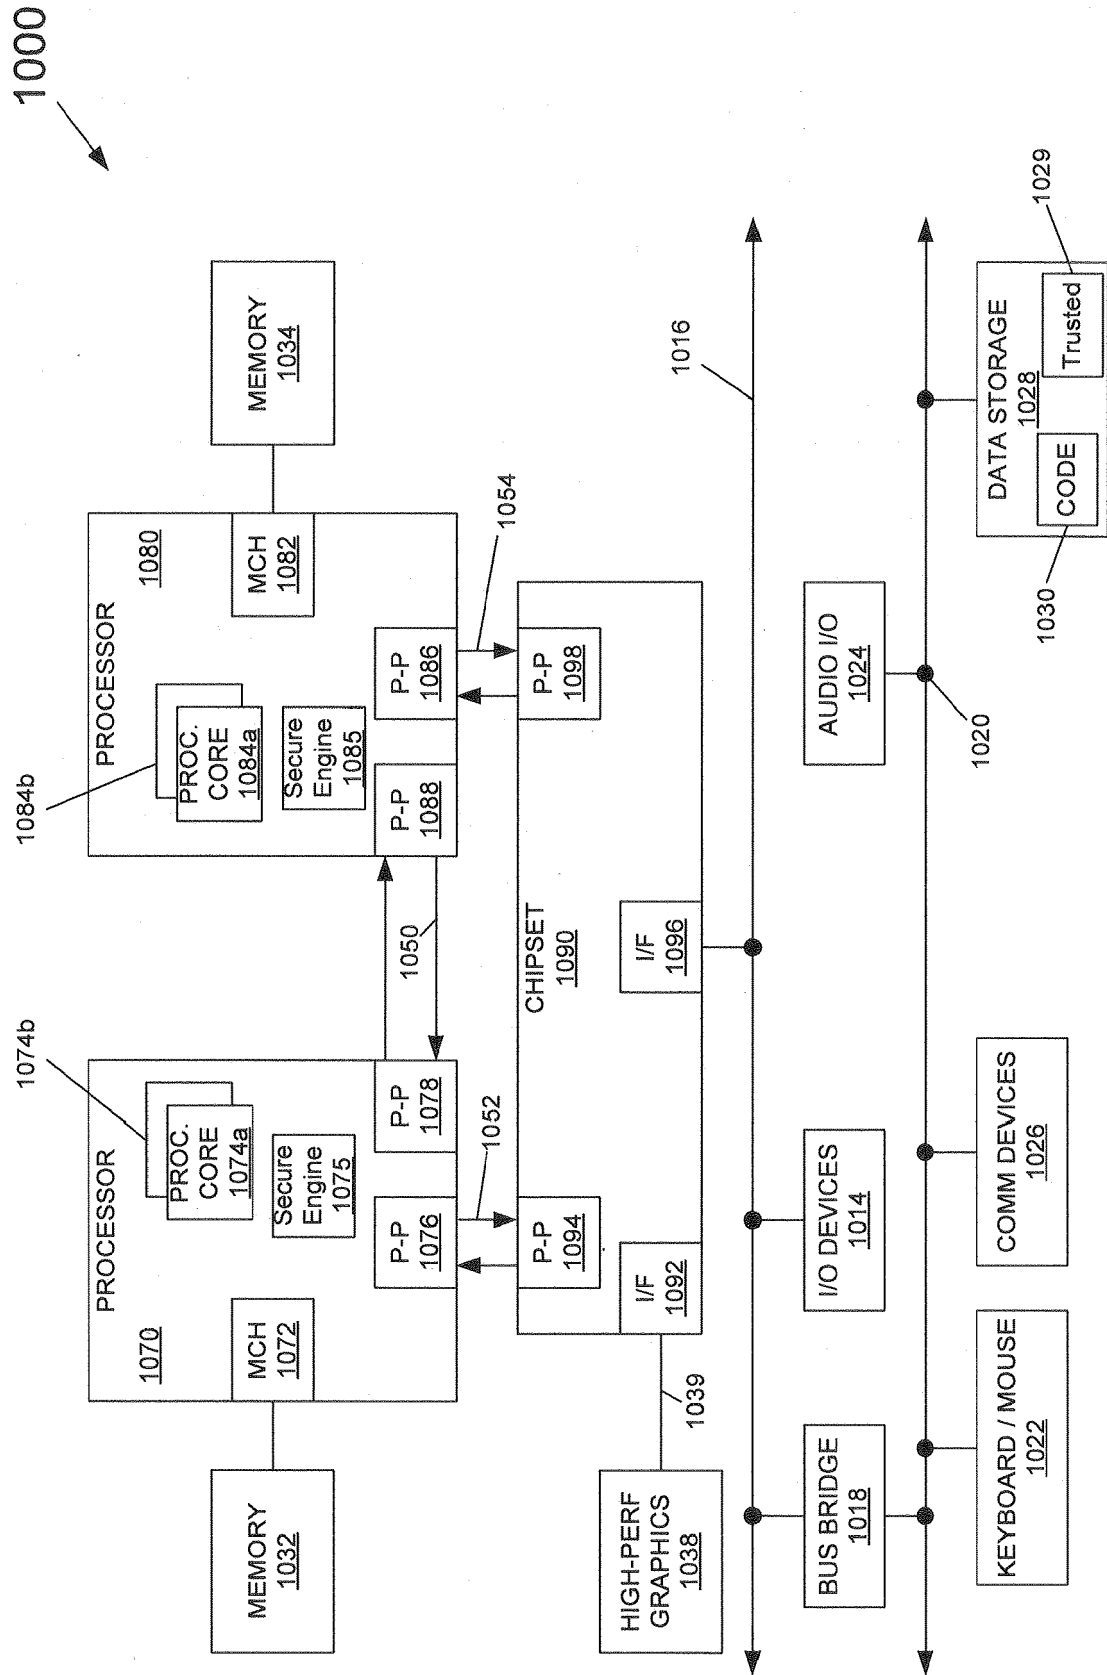 1000
1074b
1084b
PROCESSOR
1070
PROC.
CORE
1074a
Secure
Engine
1075
MCH
1072
P-P
1076
P-P
1078
PROCESSOR
1080
PROC.
CORE
1084a
Secure
Engine
1085
MCH
1082
P-P
1088
P-P
1086
MEMORY
1032
MEMORY
1034
1050
1052
1054
P-P
1094
CHIPSET
1090
P-P
1098
I/F
1092
I/F
1096
HIGH-PERF
GRAPHICS
1038
1039
1016
BUS BRIDGE
1018
I/O DEVICES
1014
AUDIO I/O
1024
1020
KEYBOARD / MOUSE
1022
COMM DEVICES
1026
DATA STORAGE
1028
CODE
1030
Trusted
1029